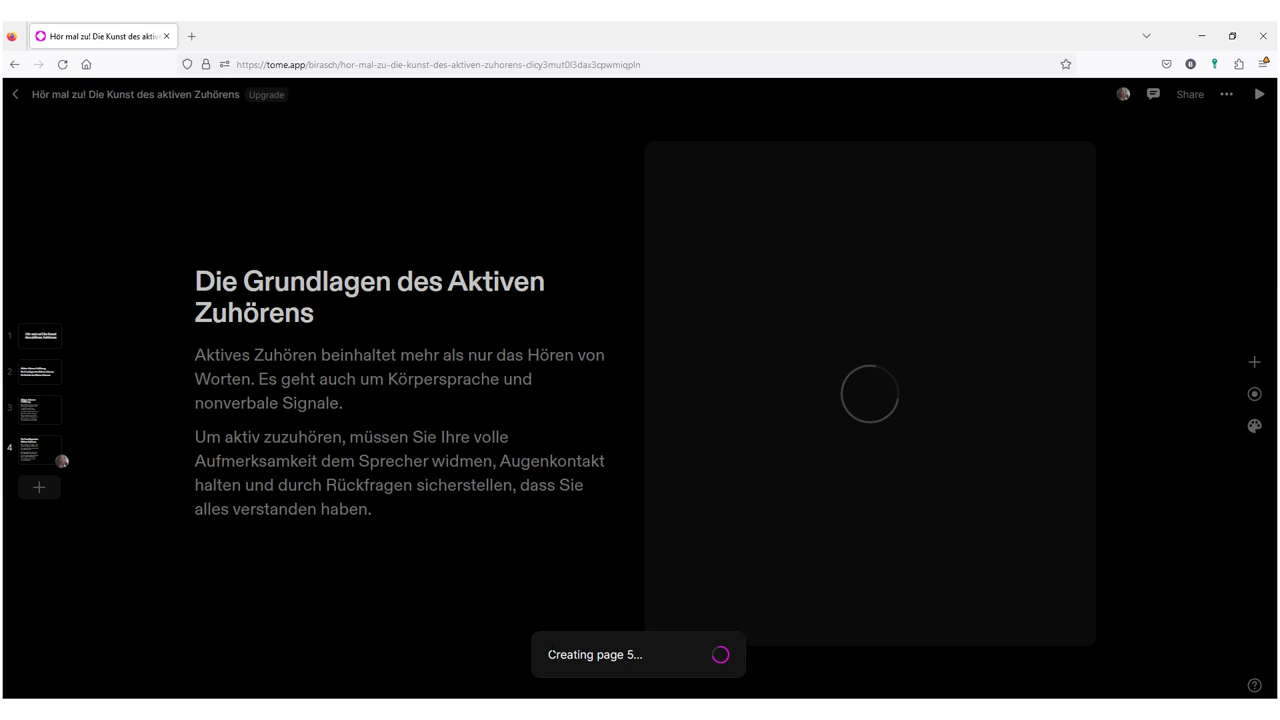 Hör mal zu! Die Kunst des aktiv
https://tome.app/birasch/hor-mal-zu-die-kunst-des-aktiven-zuhorens-clicy3mut0l3dax3cpwmiqpln
Hör mal zu! Die Kunst des aktiven Zuhörens Upgrade
Share
Die Grundlagen des Aktiven
Zuhörens
Aktives Zuhören beinhaltet mehr als nur das Hören von
Worten. Es geht auch um Körpersprache und
nonverbale Signale.
Um aktiv zuzuhören, müssen Sie Ihre volle
Aufmerksamkeit dem Sprecher widmen, Augenkontakt
halten und durch Rückfragen sicherstellen, dass Sie
alles verstanden haben.
1
2
3
4
Creating page 5...